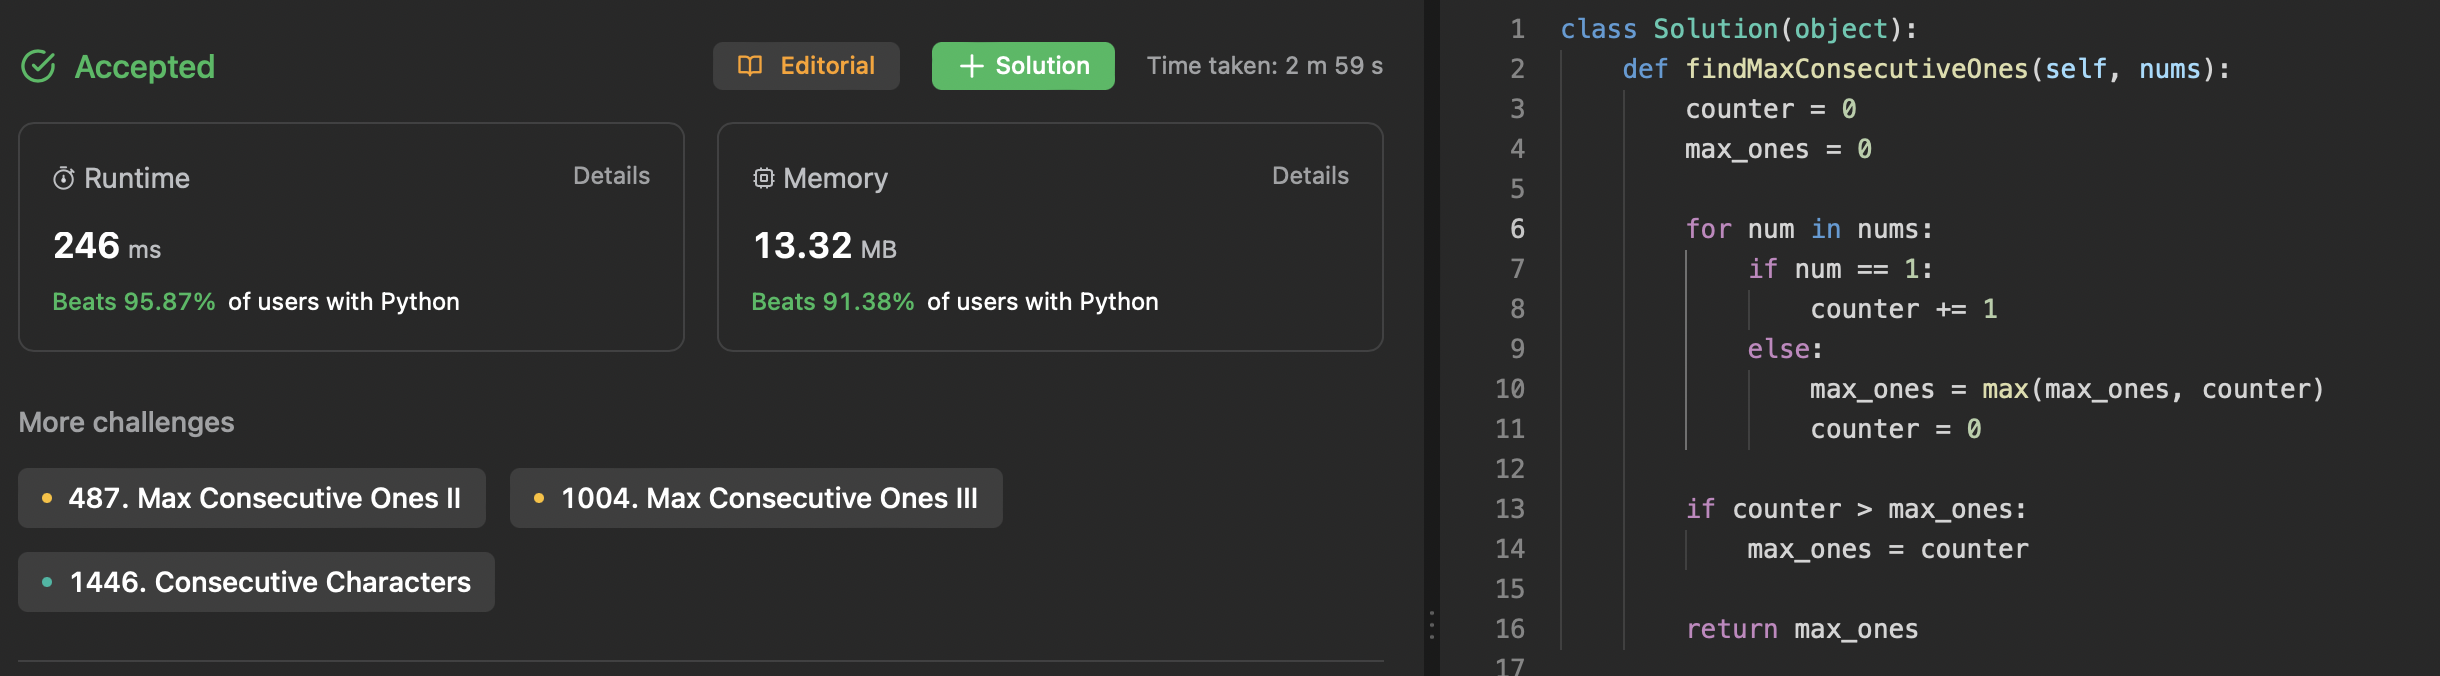 Accepted
Editorial
Solution
Time taken: 2 m 59 s
Runtime
Details
246 ms
Beats 95.87% of users with Python
Memory
Details
13.32 MB
Beats 91.38% of users with Python
More challenges
487. Max Consecutive Ones II
1004. Max Consecutive Ones III
1446. Consecutive Characters
1 class Solution(object):
2     def findMaxConsecutiveOnes(self, nums):
3         counter = 0
4         max_ones = 0
5
6         for num in nums:
7             if num == 1:
8                 counter += 1
9             else:
10                 max_ones = max(max_ones, counter)
11                 counter = 0
12
13         if counter > max_ones:
14             max_ones = counter
15
16         return max_ones
17